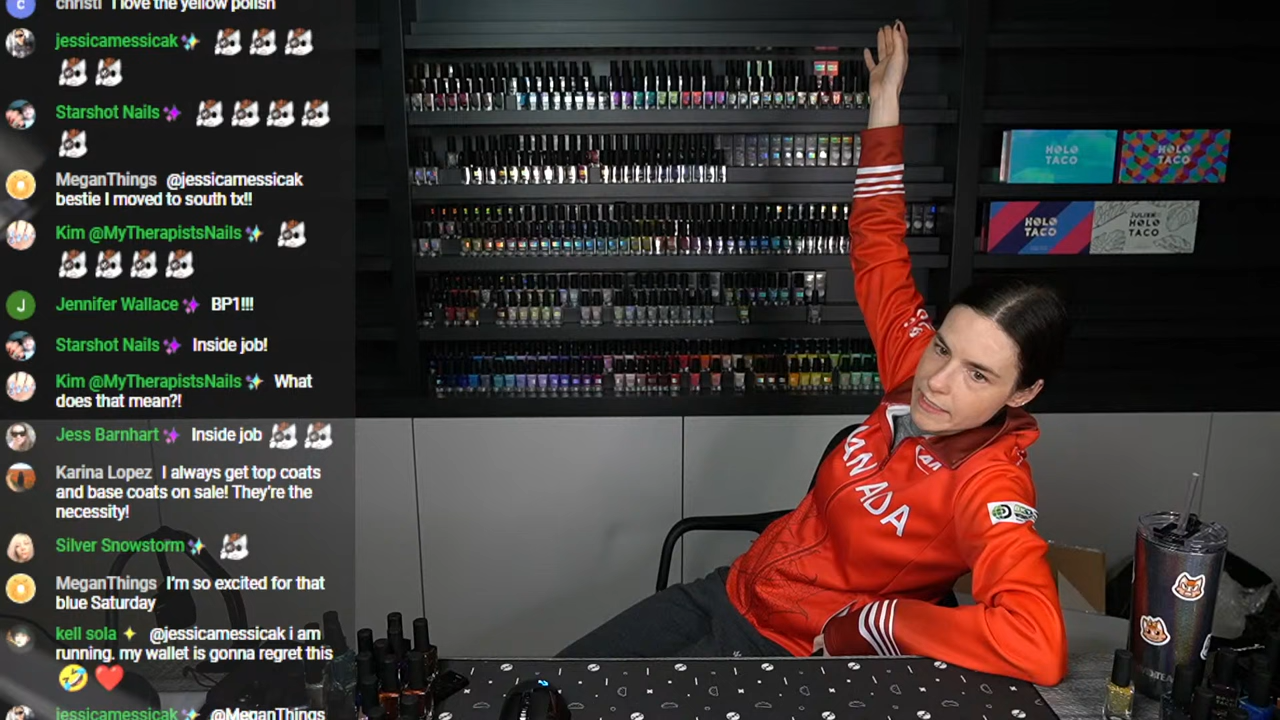 christi I love the yellow polish
jessicamessicak
Starshot Nails
MeganThings @jessicamessicak
bestie I moved to south tx!!
Kim @MyTherapistsNails
Jennifer Wallace BP1!!!
Starshot Nails Inside job!
Kim @MyTherapistsNails What
does that mean?!
Jess Barnhart Inside job
Karina Lopez I always get top coats
and base coats on sale! They're the
necessity!
Silver Snowstorm
MeganThings I'm so excited for that
blue Saturday
kell sola @jessicamessicak i am
running. my wallet is gonna regret this
jessicamessicak @MeganThings
HOLO
TACO
HOLO
TACO
HOLO
TACO
HOLO
TACO
ANADA